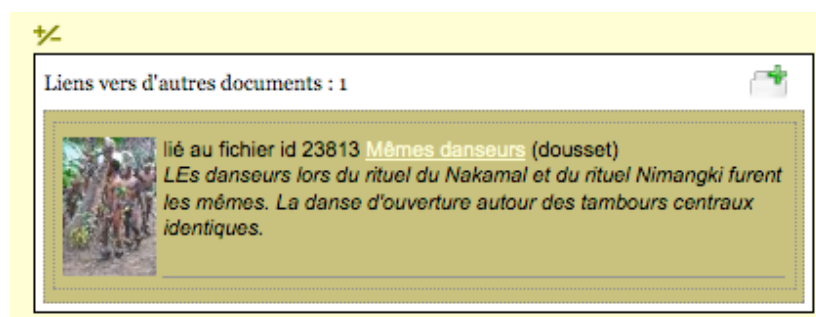 +/-
Liens vers d'autres documents : 1
lié au fichier id 23813 Mêmes danseurs (dousset)
LEs danseurs lors du rituel du Nakamal et du rituel Nimangki furent
les mêmes. La danse d'ouverture autour des tambours centraux
identiques.